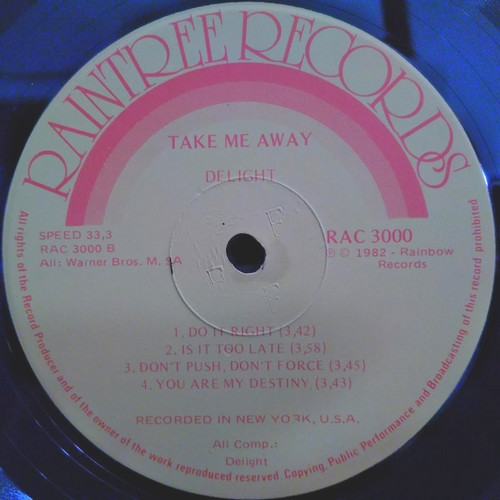 RAINTREE RECORDS
TAKE ME AWAY
DELIGHT
SPEED 33,3
RAC 3000 B
All: Warner Bros. M. SA
RAC 3000
℗ © 1982 - Rainbow
Records
1. DO IT RIGHT (3,42)
2. IS IT TOO LATE (3,58)
3. DON'T PUSH, DON'T FORCE (3,45)
4. YOU ARE MY DESTINY (3,43)
RECORDED IN NEW YORK, U.S.A.
All Comp.:
Delight
All rights of the Record Producer and of the owner of the work reproduced reserved. Copying, Public Performance and Broadcasting of this record prohibited